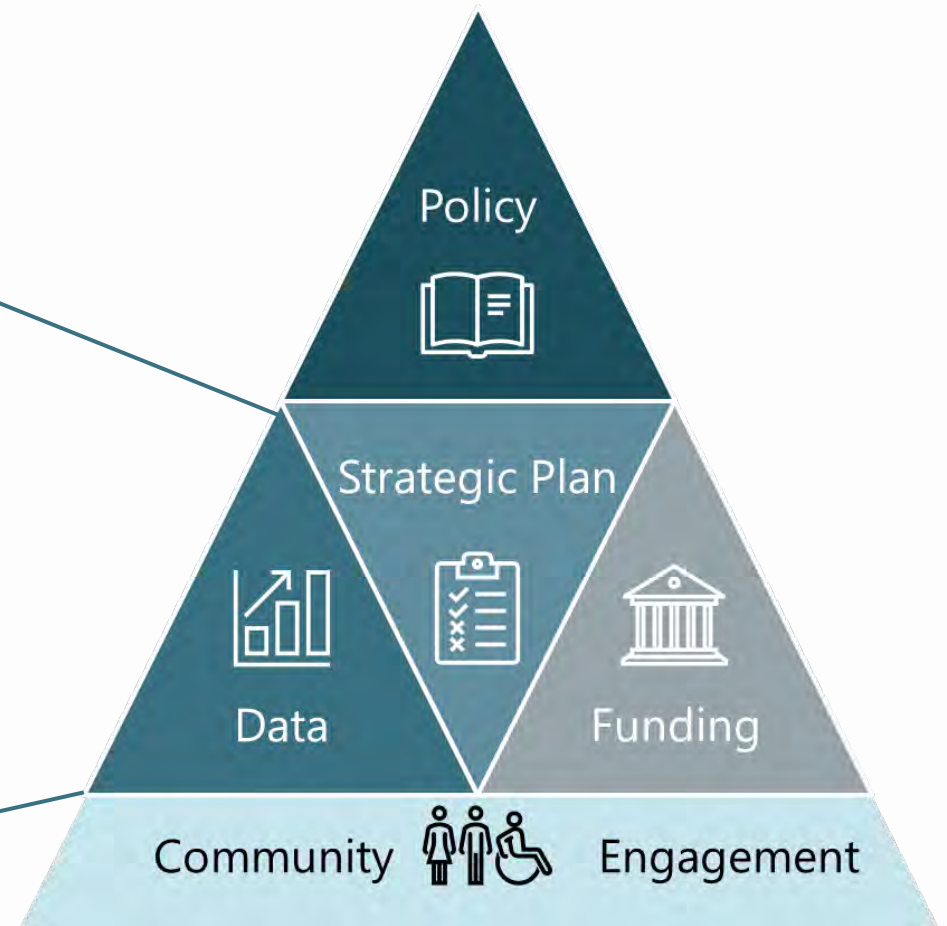 Policy
Strategic Plan
Data
Funding
Community Engagement